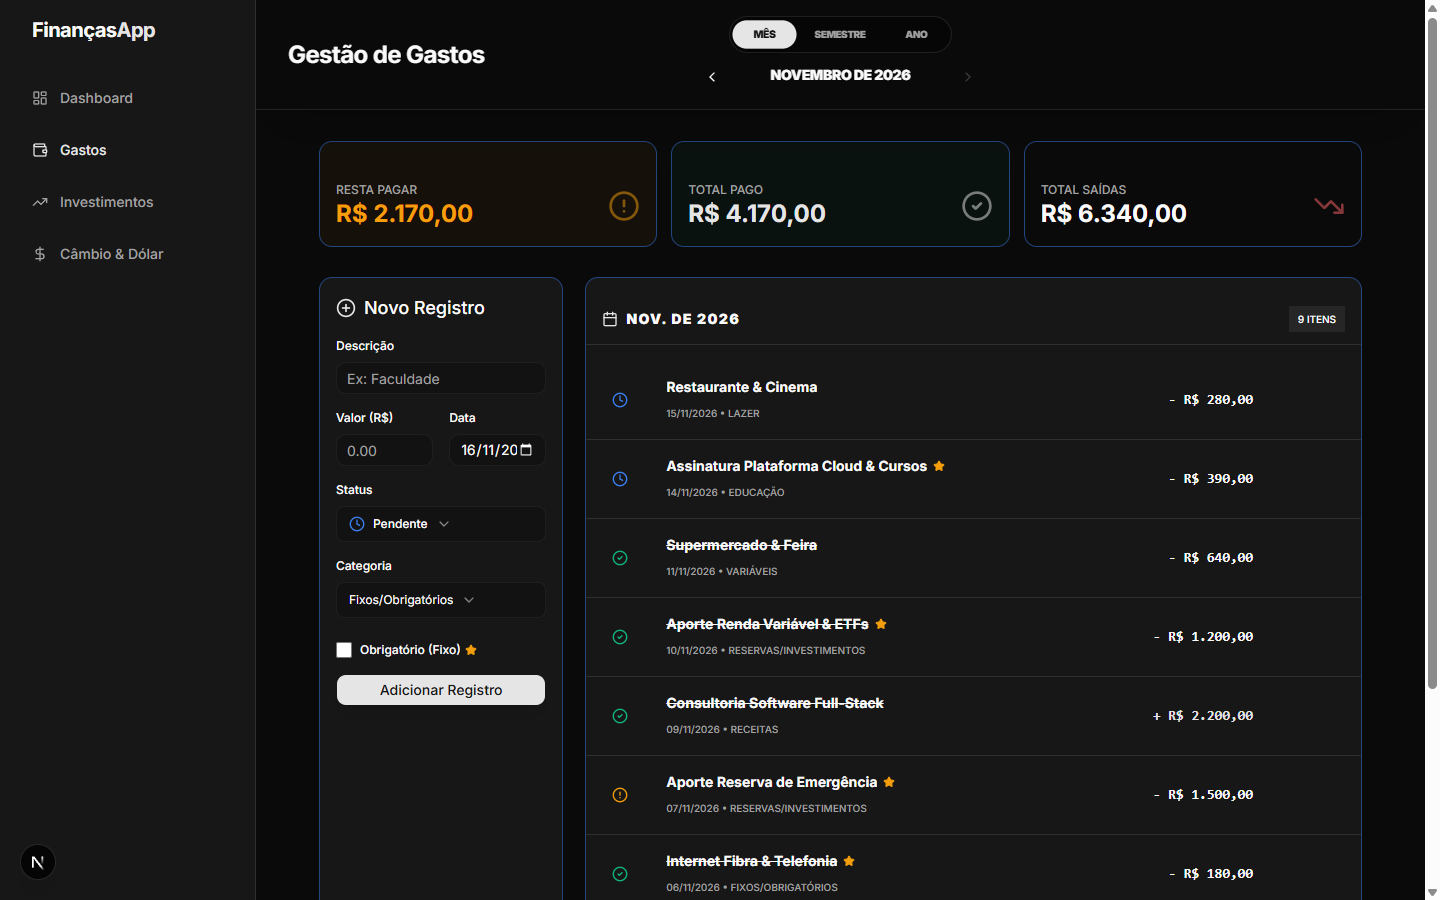 FinançasApp
Dashboard
Gastos
Investimentos
Câmbio & Dólar
N
Gestão de Gastos
MÊS SEMESTRE ANO
NOVEMBRO DE 2026
RESTA PAGAR
R$ 2.170,00
TOTAL PAGO
R$ 4.170,00
TOTAL SAÍDAS
R$ 6.340,00
Novo Registro
Descrição
Ex: Faculdade
Valor (R$) Data
0.00 16/11/20
Status
Pendente
Categoria
Fixos/Obrigatórios
Obrigatório (Fixo)
Adicionar Registro
NOV. DE 2026 9 ITENS
Restaurante & Cinema
15/11/2026 • LAZER
- R$ 280,00
Assinatura Plataforma Cloud & Cursos
14/11/2026 • EDUCAÇÃO
- R$ 390,00
Supermercado & Feira
11/11/2026 • VARIÁVEIS
- R$ 640,00
Aporte Renda Variável & ETFs
10/11/2026 • RESERVAS/INVESTIMENTOS
- R$ 1.200,00
Consultoria Software Full-Stack
09/11/2026 • RECEITAS
+ R$ 2.200,00
Aporte Reserva de Emergência
07/11/2026 • RESERVAS/INVESTIMENTOS
- R$ 1.500,00
Internet Fibra & Telefonia
06/11/2026 • FIXOS/OBRIGATÓRIOS
- R$ 180,00